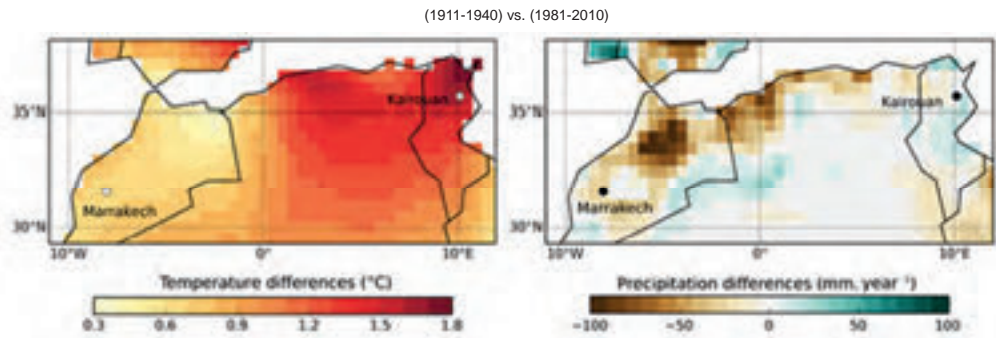 (1911-1940) vs. (1981-2010)
35°N
30°N
10°W
0°
10°E
Kairouan
Marrakech
Temperature differences (°C)
0.3 0.6 0.9 1.2 1.5 1.8
35°N
30°N
10°W
0°
10°E
Kairouan
Marrakech
Precipitation differences (mm. year ⁻¹)
−100 −50 0 50 100